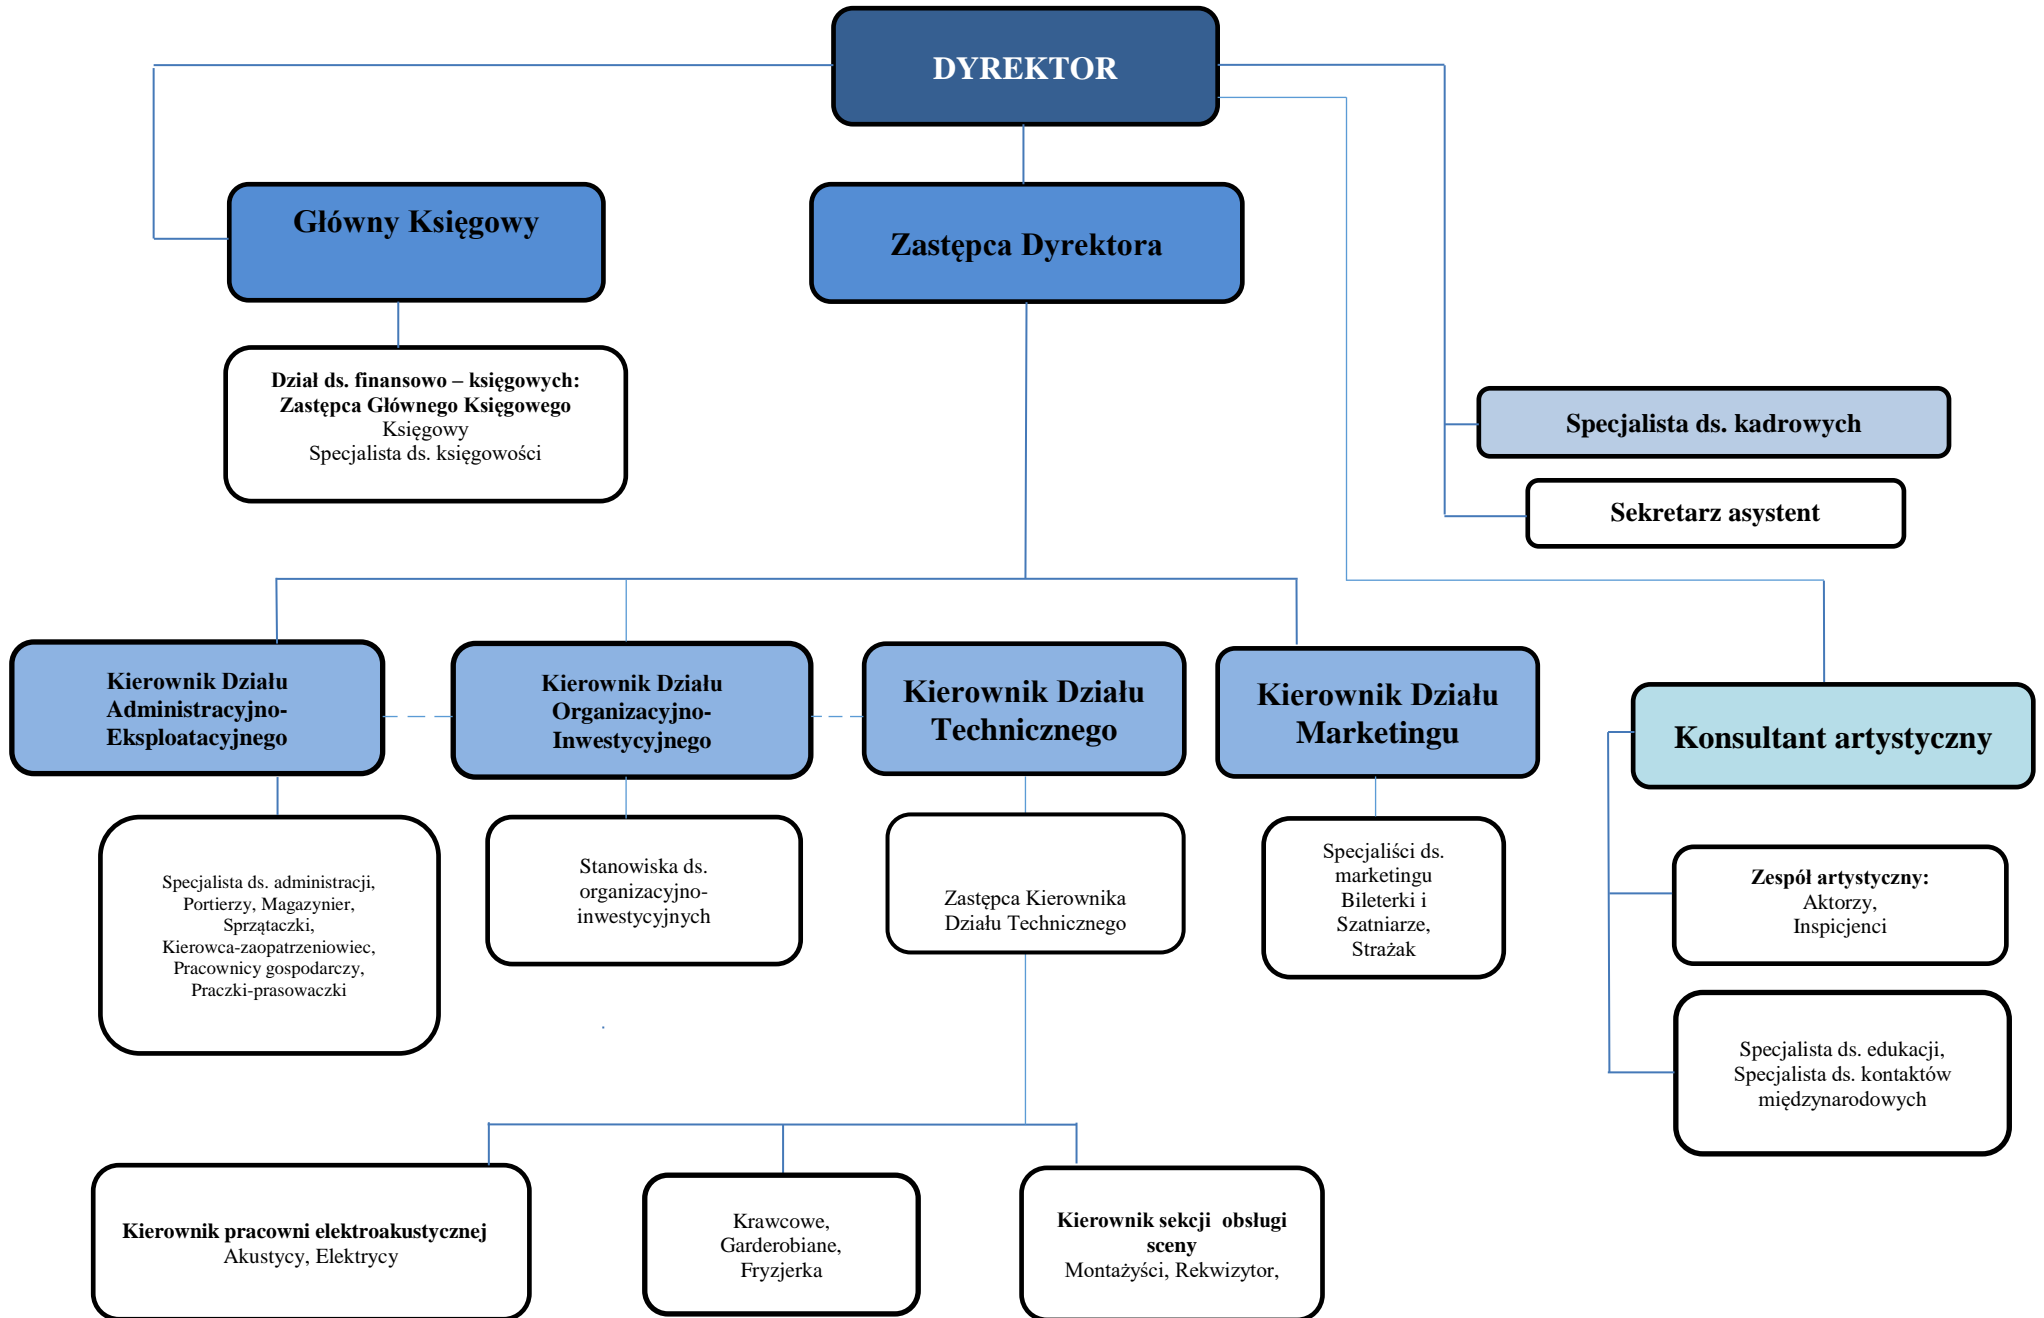 DYREKTOR
Główny Księgowy
Zastępca Dyrektora
Dział ds. finansowo – księgowych:
Zastępca Głównego Księgowego
Księgowy
Specjalista ds. księgowości
Specjalista ds. kadrowych
Sekretarz asystent
Kierownik Działu
Administracyjno-
Eksploatacyjnego
Kierownik Działu
Organizacyjno-
Inwestycyjnego
Kierownik Działu
Technicznego
Kierownik Działu
Marketingu
Konsultant artystyczny
Specjalista ds. administracji,
Portierzy, Magazynier,
Sprzątaczki,
Kierowca-zaopatrzeniowiec,
Pracownicy gospodarczy,
Praczki-prasowaczki
Stanowiska ds.
organizacyjno-
inwestycyjnych
Zastępca Kierownika
Działu Technicznego
Specjaliści ds.
marketingu
Bileterki i
Szatniarze,
Strażak
Zespół artystyczny:
Aktorzy,
Inspicjenci
Specjalista ds. edukacji,
Specjalista ds. kontaktów
międzynarodowych
Kierownik pracowni elektroakustycznej
Akustycy, Elektrycy
Krawcowe,
Garderobiane,
Fryzjerka
Kierownik sekcji obsługi
sceny
Montażyści, Rekwizytor,